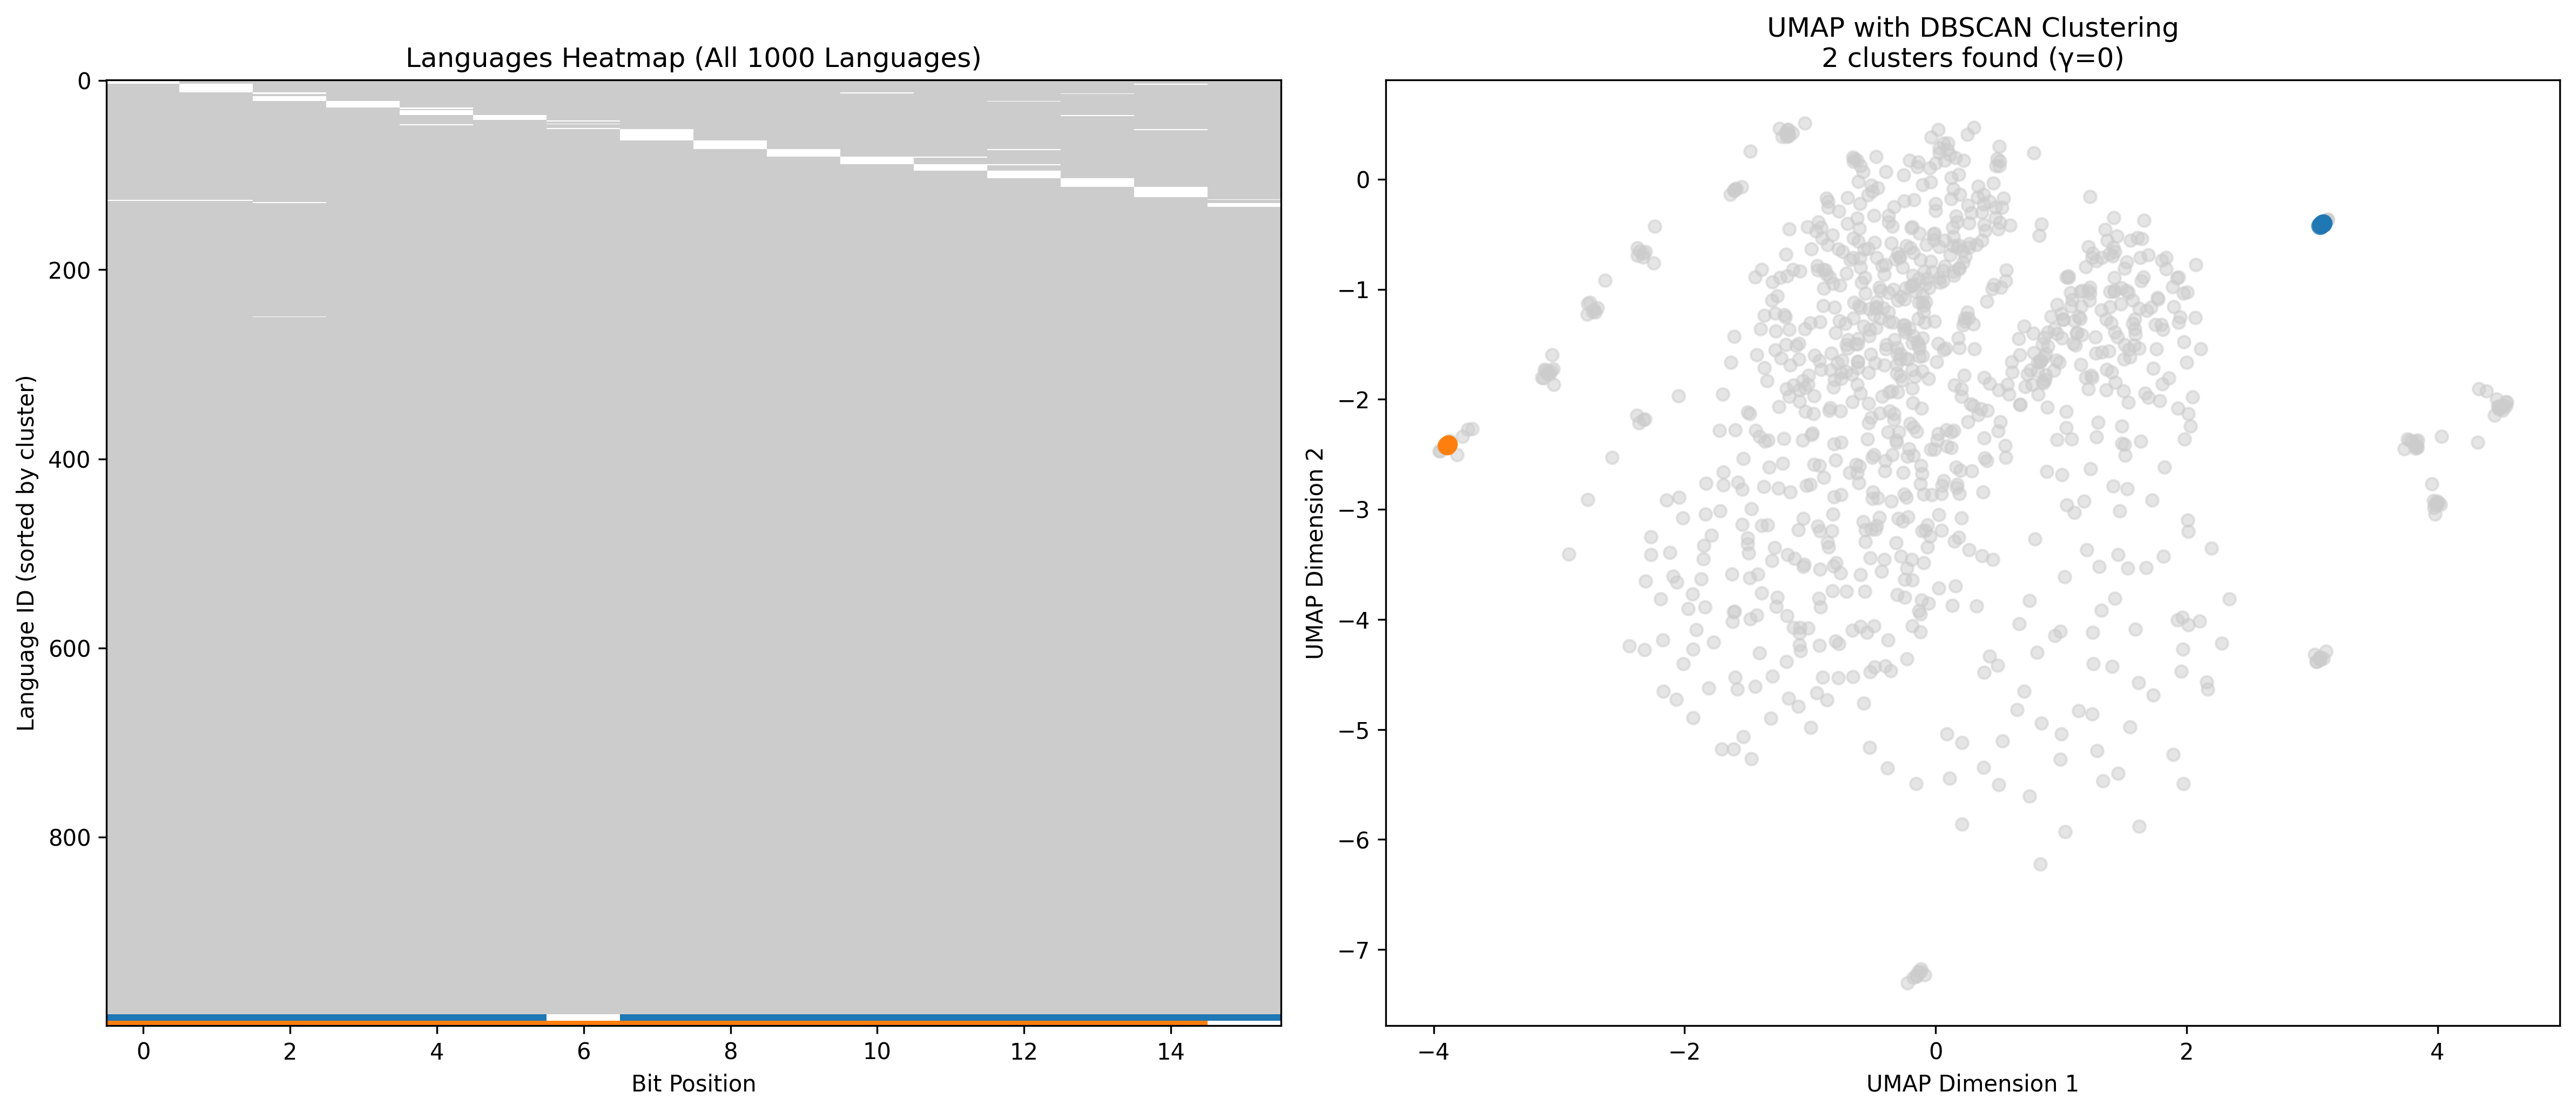 Languages Heatmap (All 1000 Languages)
0
200
400
600
800
Language ID (sorted by cluster)
0 2 4 6 8 10 12 14
Bit Position
UMAP with DBSCAN Clustering
2 clusters found (γ=0)
0
−1
−2
−3
−4
−5
−6
−7
UMAP Dimension 2
−4 −2 0 2 4
UMAP Dimension 1